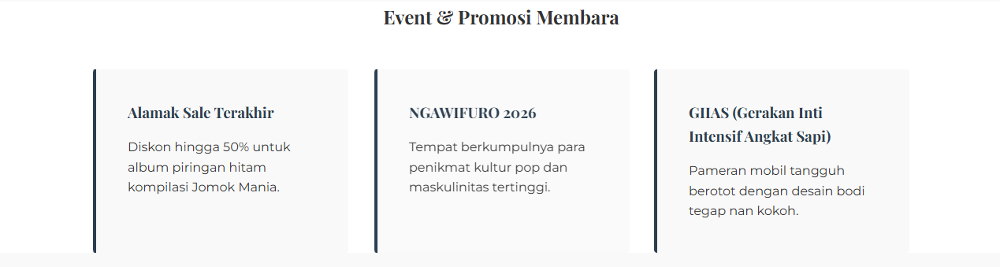 Event & Promosi Membara
Alamak Sale Terakhir
Diskon hingga 50% untuk
album piringan hitam
kompilasi Jomok Mania.
NGAWIFURO 2026
Tempat berkumpulnya para
penikmat kultur pop dan
maskulinitas tertinggi.
GIIAS (Gerakan Inti
Intensif Angkat Sapi)
Pameran mobil tangguh
berotot dengan desain bodi
tegap nan kokoh.